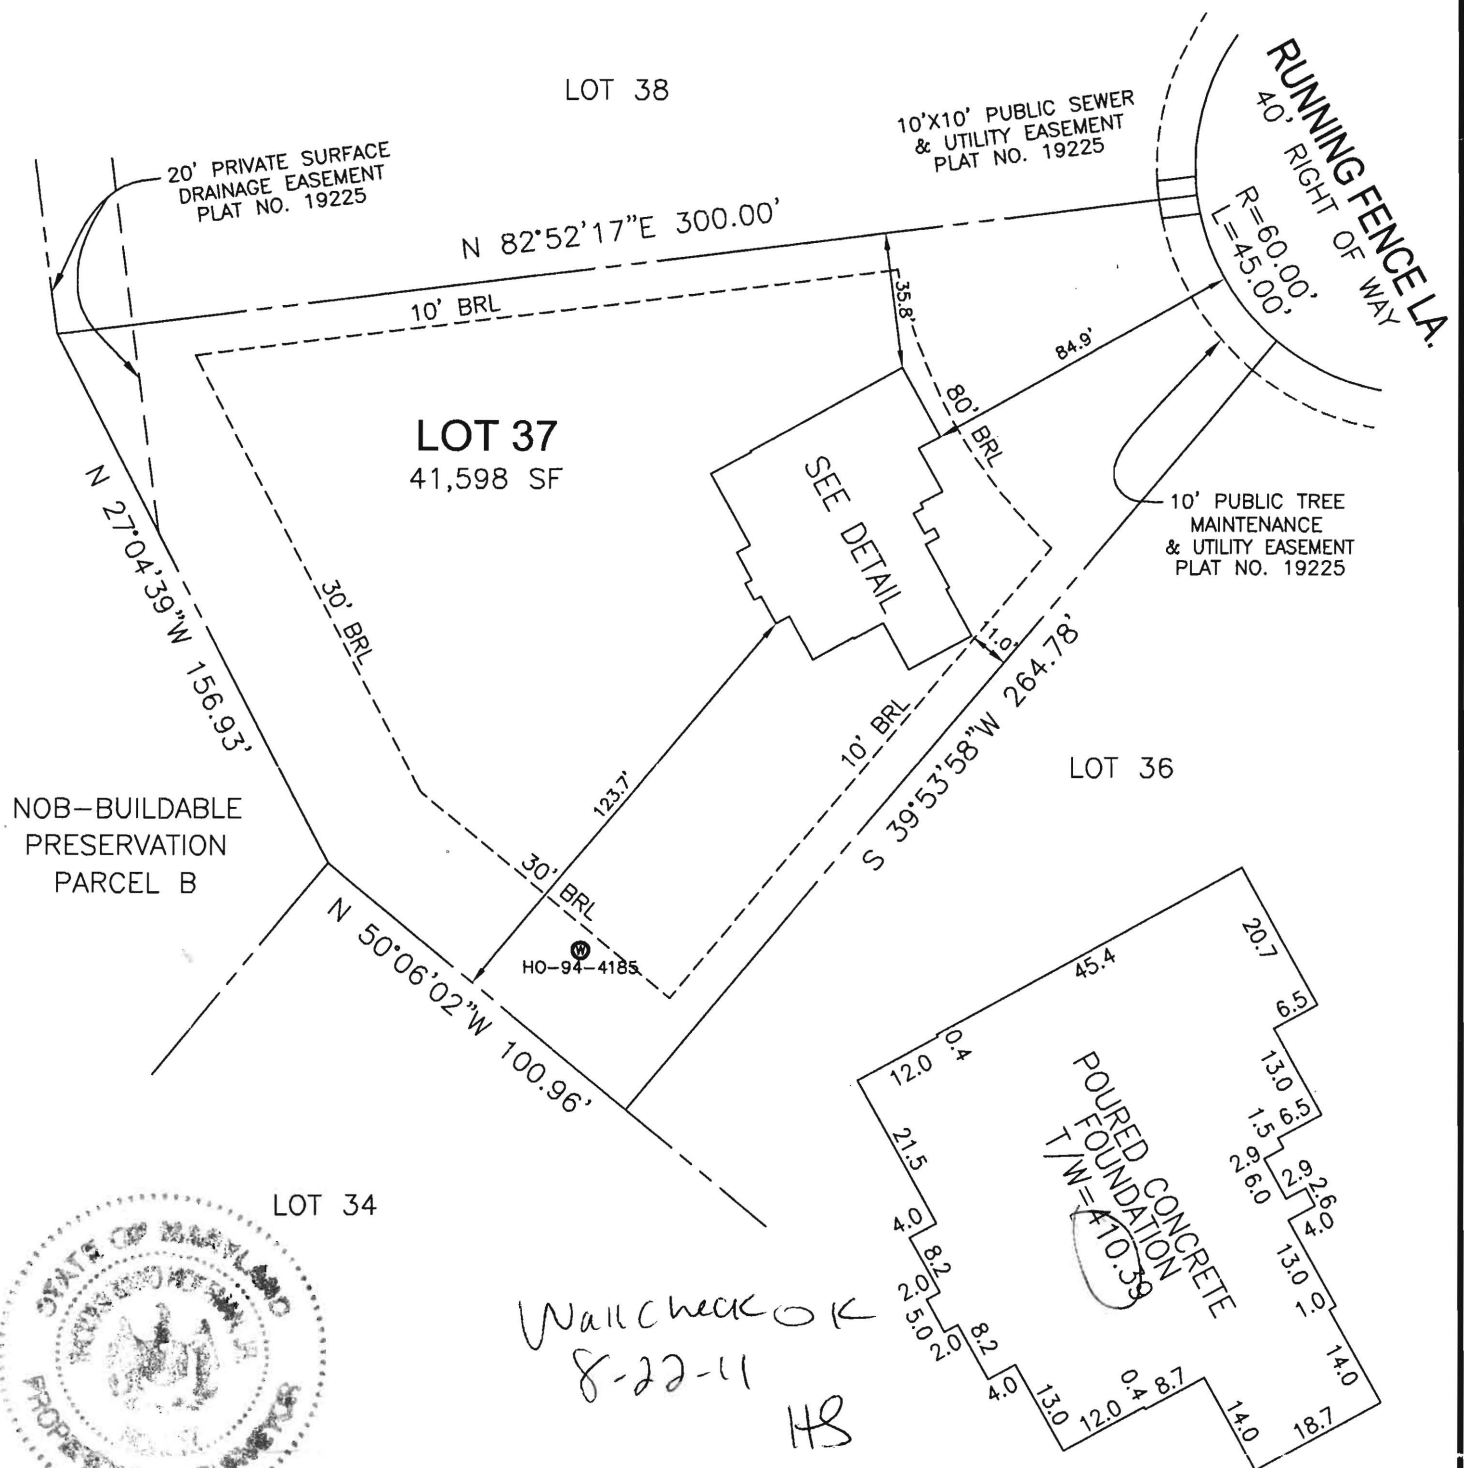 LOT 38
20' PRIVATE SURFACE
DRAINAGE EASEMENT
PLAT NO. 19225
10'X10' PUBLIC SEWER
& UTILITY EASEMENT
PLAT NO. 19225
RUNNING FENCE LA.
40' RIGHT OF WAY
R=60.00'
L=45.00'
N 82°52'17"E 300.00'
10' BRL
35.8'
84.9'
80' BRL
LOT 37
41,598 SF
SEE DETAIL
10' PUBLIC TREE
MAINTENANCE
& UTILITY EASEMENT
PLAT NO. 19225
N 27°04'39"W 156.93'
30' BRL
11.0'
S 39°53'58"W 264.78'
10' BRL
LOT 36
123.7'
NOB-BUILDABLE
PRESERVATION
PARCEL B
30' BRL
HO-94-4185
W
N 50°06'02"W 100.96'
LOT 34
45.4
20.7
6.5
0.4
12.0
13.0
6.5
1.5
2.9
6.0
2.9
2.6
4.0
13.0
1.0
14.0
18.7
14.0
8.7
0.4
12.0
13.0
4.0
8.2
2.0
5.0
2.0
8.2
4.0
21.5
POURED CONCRETE
FOUNDATION
T/W=410.39
Wallcheck OK
8-22-11
HS
STATE OF MARYLAND